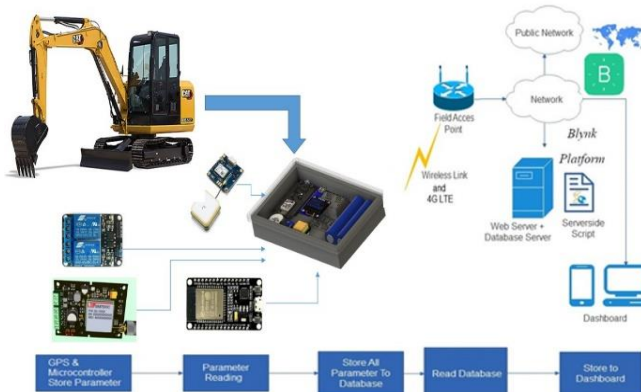 Public Network
B
Field Acces
Point
Network
Blynk
Platform
Wireless Link
and
4G LTE
Web Server +
Database Server
Serverside
Script
Dashboard
GPS &
Microcontroller
Store Parameter
Parameter
Reading
Store All
Parameter To
Database
Read Database
Store to
Dashboard